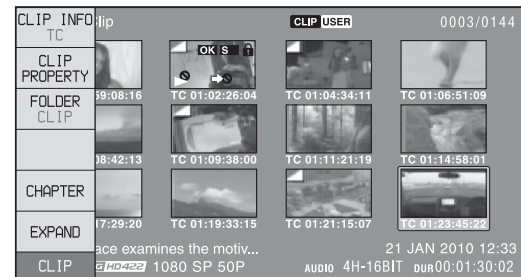 CLIP INFO
TC
lip CLIP USER 0003/0144
CLIP
PROPERTY
OK S
59:08:16 TC 01:02:26:04 TC 01:04:34:11 TC 01:06:51:09
FOLDER
CLIP
08:42:13 TC 01:09:38:00 TC 01:11:21:19 TC 01:14:58:01
CHAPTER
EXPAND
17:29:20 TC 01:19:33:15 TC 01:21:15:07 TC 01:23:45:22
ace examines the motiv... 21 JAN 2010 12:33
CLIP
G HD422 1080 SP 50P AUDIO 4H-16BIT DUR00:01:30:02